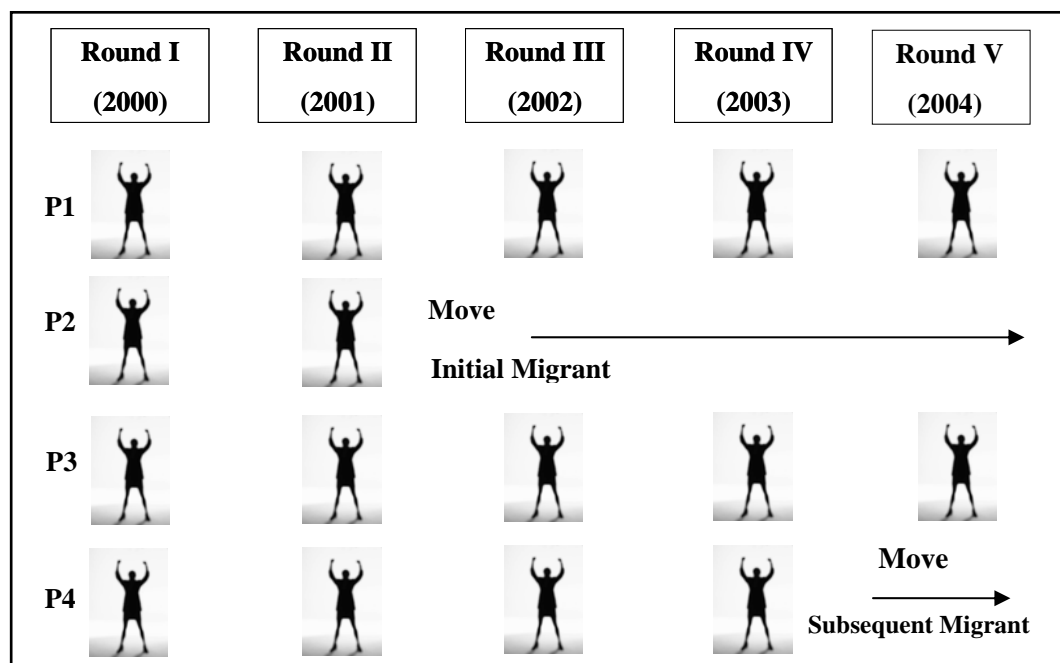 Round I
(2000)
Round II
(2001)
Round III
(2002)
Round IV
(2003)
Round V
(2004)
P1
P2
Move
Initial Migrant
P3
P4
Move
Subsequent Migrant